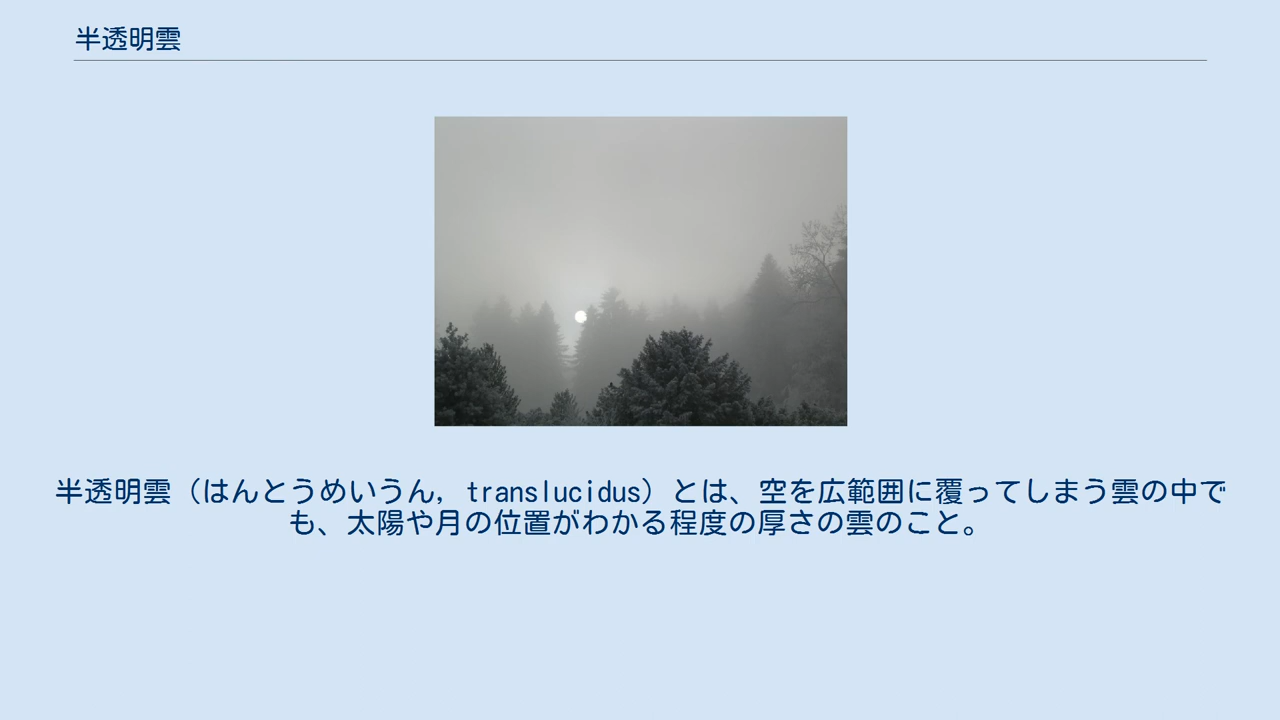 半透明雲
半透明雲（はんとうめいうん, translucidus）とは、空を広範囲に覆ってしまう雲の中で
も、太陽や月の位置がわかる程度の厚さの雲のこと。